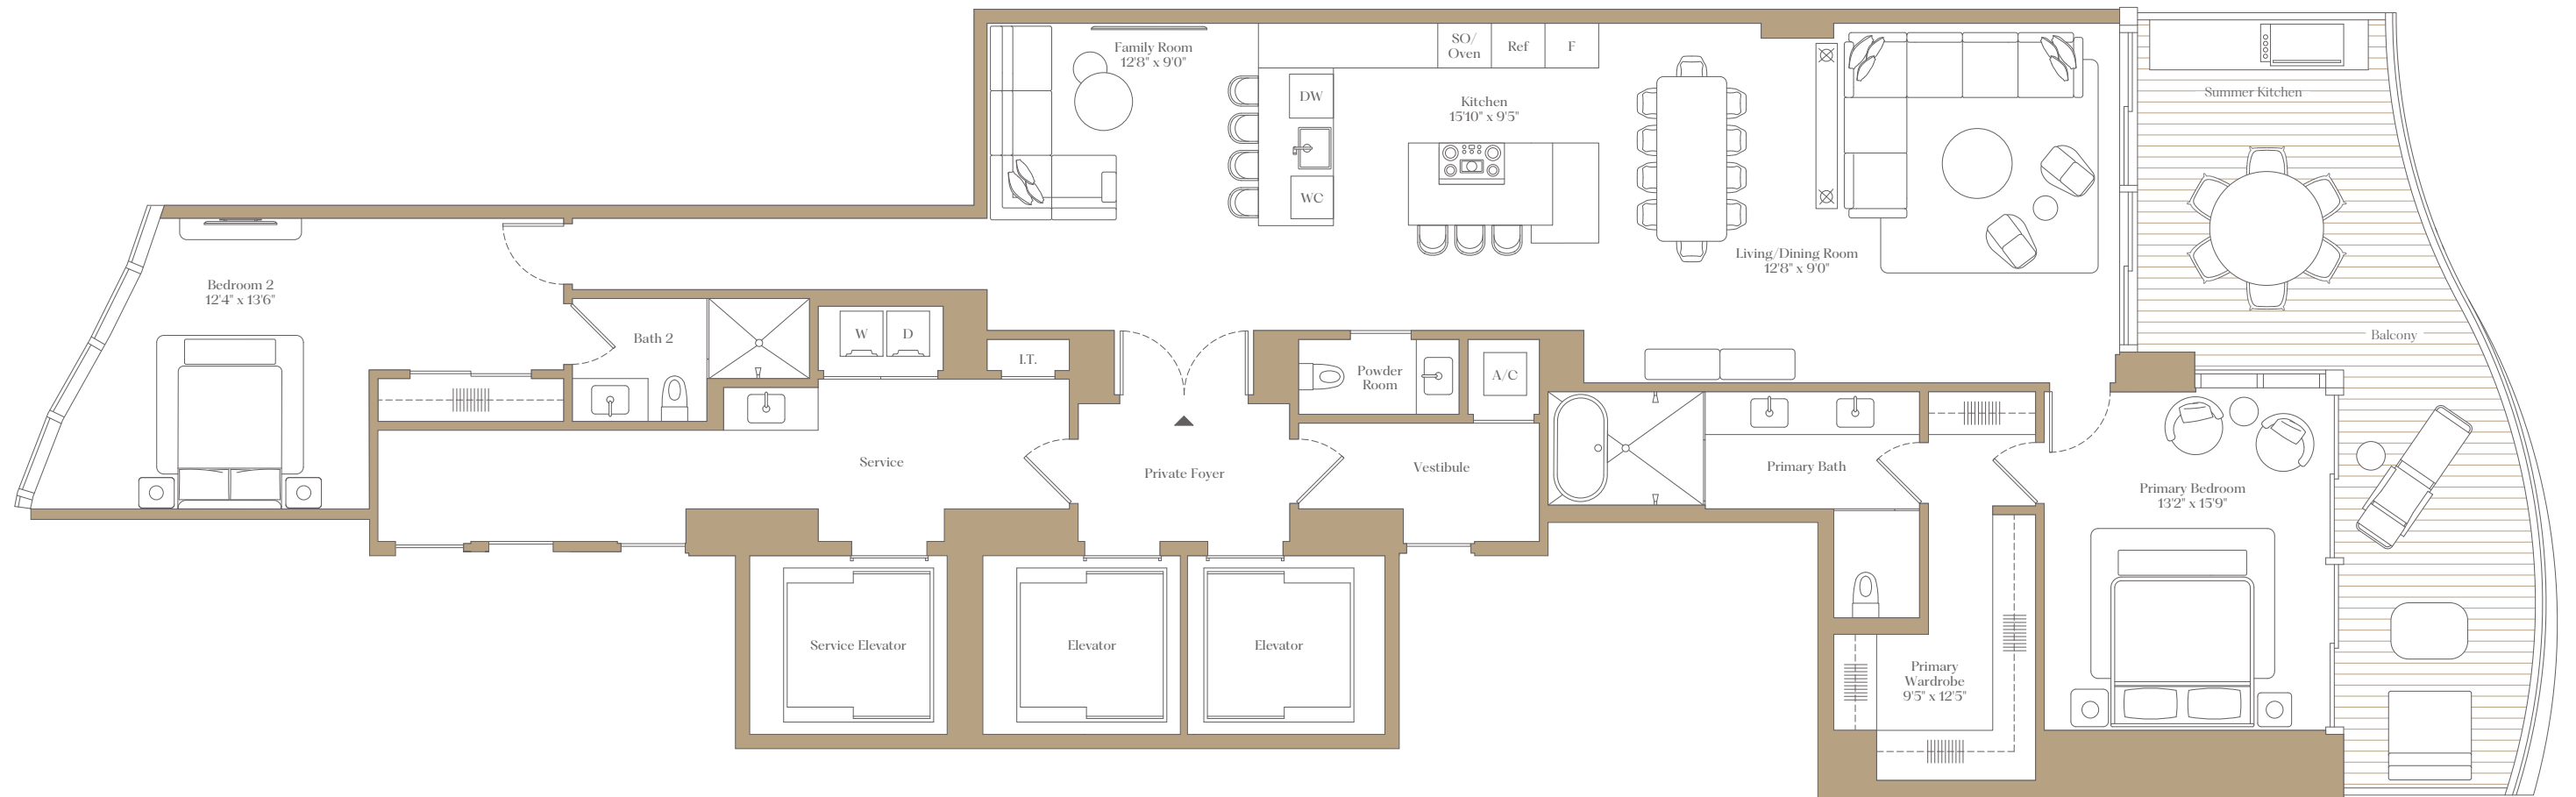 Family Room
12'8" x 9'0"
SO/
Oven
Ref
F
DW
Kitchen
15'10" x 9'5"
WC
Summer Kitchen
Living/Dining Room
12'8" x 9'0"
Balcony
Bedroom 2
12'4" x 13'6"
Bath 2
W
D
I.T.
Powder
Room
A/C
Service
Private Foyer
Vestibule
Primary Bath
Primary Bedroom
13'2" x 15'9"
Service Elevator
Elevator
Elevator
Primary
Wardrobe
9'5" x 12'5"